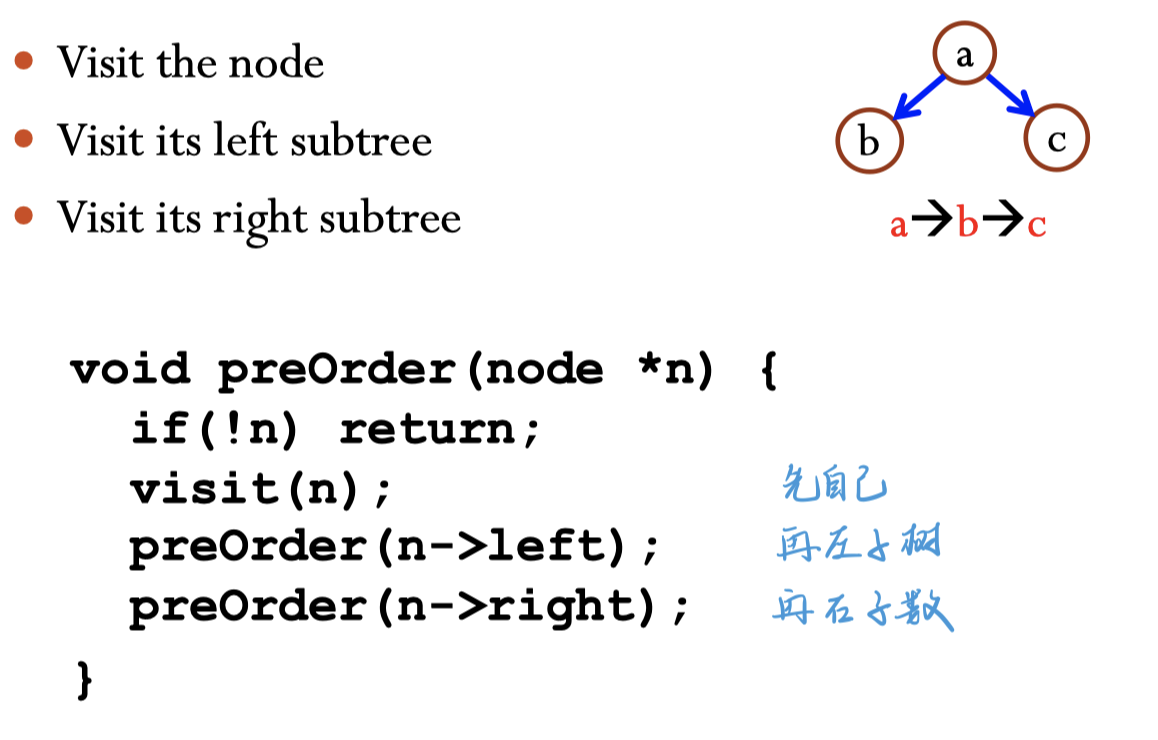 • Visit the node
• Visit its left subtree
• Visit its right subtree
a
b
c
a→b→c
void preOrder(node *n) {
if(!n) return;
visit(n); 先自己
preOrder(n->left); 再左子树
preOrder(n->right); 再右子数
}